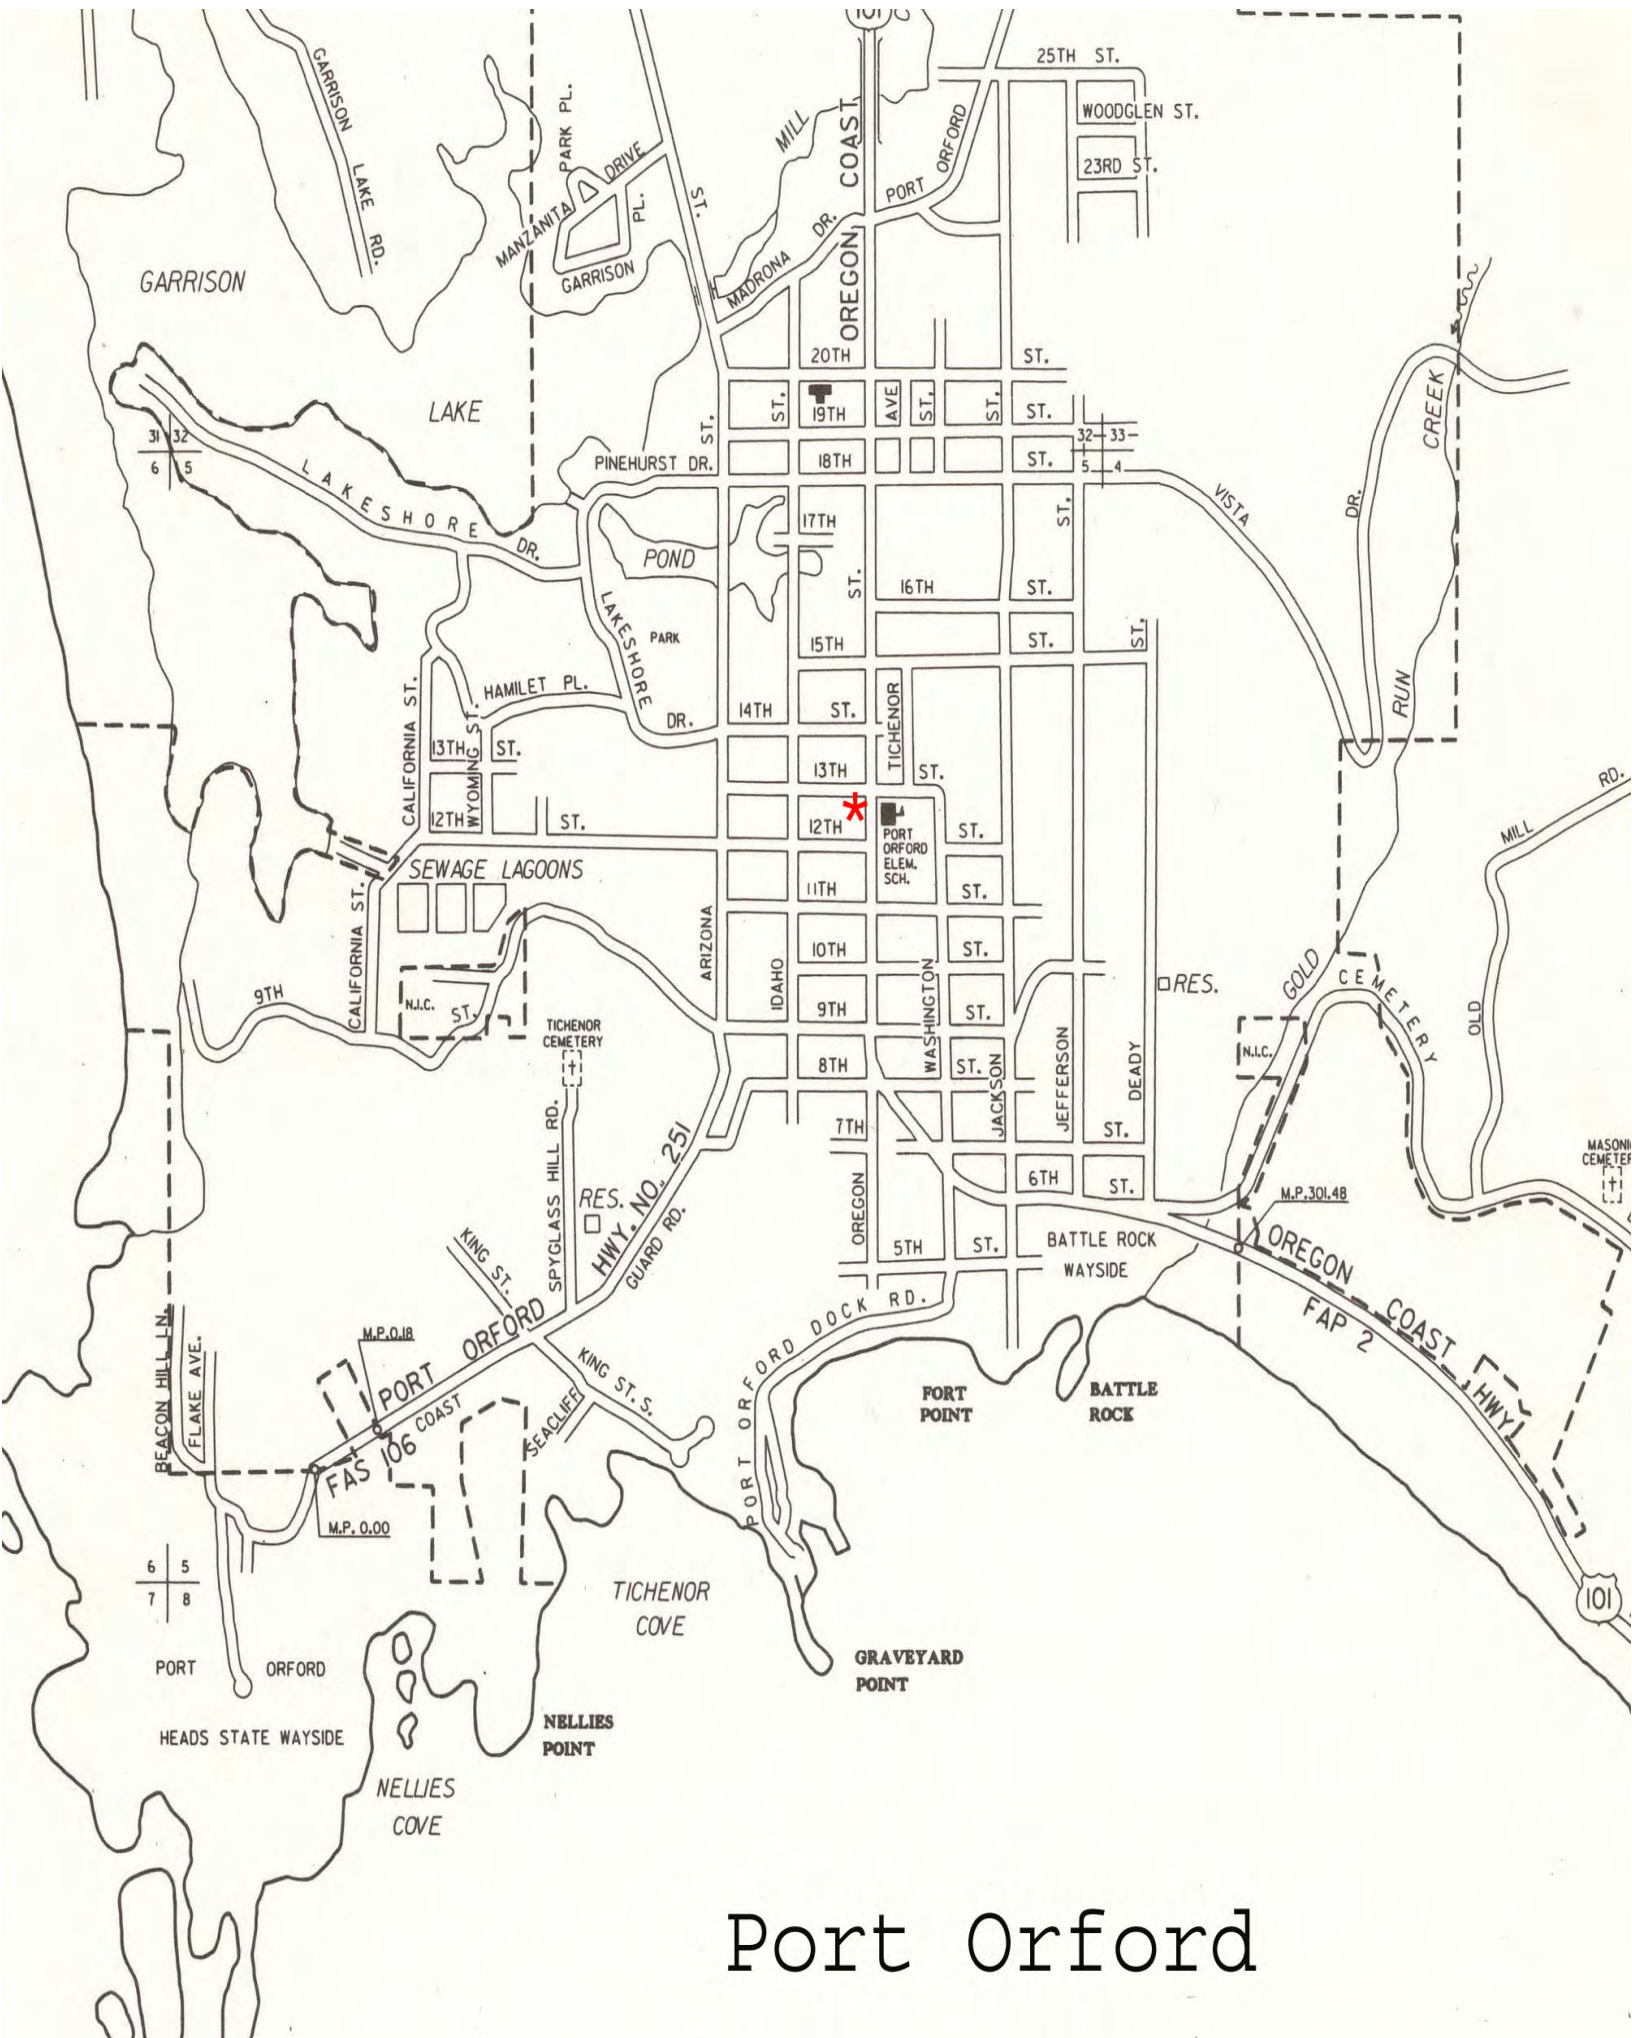 101
25TH ST.
WOODGLEN ST.
23RD ST.
GARRISON LAKE RD.
PARK PL.
MANZANITA DRIVE
PL.
GARRISON
ST.
MILL
MADRONA DR.
PORT ORFORD
OREGON COAST
GARRISON
LAKE
20TH ST.
ST.
19TH
AVE
ST.
ST.
ST.
ST.
PINEHURST DR.
18TH
ST.
31 32
6 5
32 33
5 4
LAKESHORE DR.
17TH
ST.
VISTA
DR.
CREEK
POND
PARK
ST.
16TH ST.
15TH ST.
ST.
LAKESHORE
DR.
HAMILET PL.
CALIFORNIA ST.
WYOMING ST.
14TH ST.
TICHENOR
RUN
13TH ST.
13TH ST.
12TH ST.
*
12TH ST.
PORT
ORFORD
ELEM.
SCH.
MILL RD.
SEWAGE LAGOONS
11TH ST.
CALIFORNIA ST.
ARIZONA
IDAHO
10TH ST.
WASHINGTON
RES.
GOLD
CEMETERY
OLD
9TH ST.
N.I.C.
9TH ST.
TICHENOR
CEMETERY
8TH ST.
JACKSON
JEFFERSON
DEADY
N.I.C.
7TH ST.
MASONI
CEMETER
6TH ST.
M.P.301.48
SPYGLASS HILL RD.
RES.
HWY. NO. 251
GUARD RD.
OREGON
5TH ST.
BATTLE ROCK
WAYSIDE
KING ST.
PORT ORFORD
OREGON COAST HWY.
FAP 2
BEACON HILL LN.
FLAKE AVE.
M.P.0.18
FAS 106
COAST
KING ST. S.
SEACLIFF
PORT ORFORD DOCK RD.
FORT
POINT
BATTLE
ROCK
M.P. 0.00
101
6 5
7 8
TICHENOR
COVE
PORT ORFORD
HEADS STATE WAYSIDE
GRAVEYARD
POINT
NELLIES
POINT
NELLIES
COVE
Port Orford